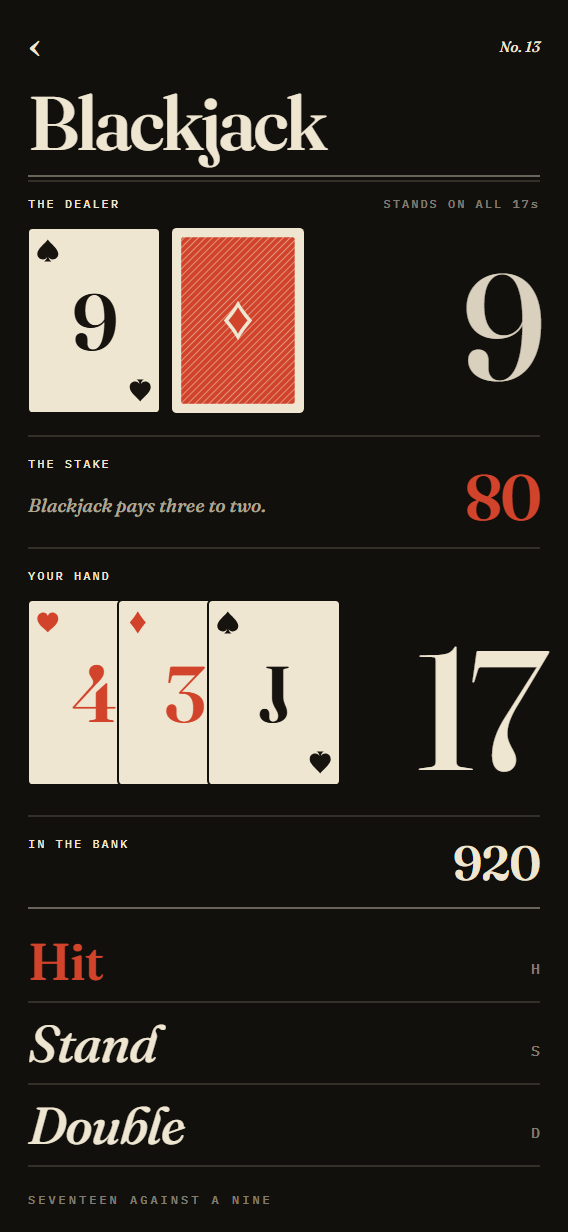 No. 13
Blackjack
THE DEALER
STANDS ON ALL 17s
9
9
THE STAKE
Blackjack pays three to two.
80
YOUR HAND
4
3
J
17
IN THE BANK
920
Hit
H
Stand
S
Double
D
SEVENTEEN AGAINST A NINE